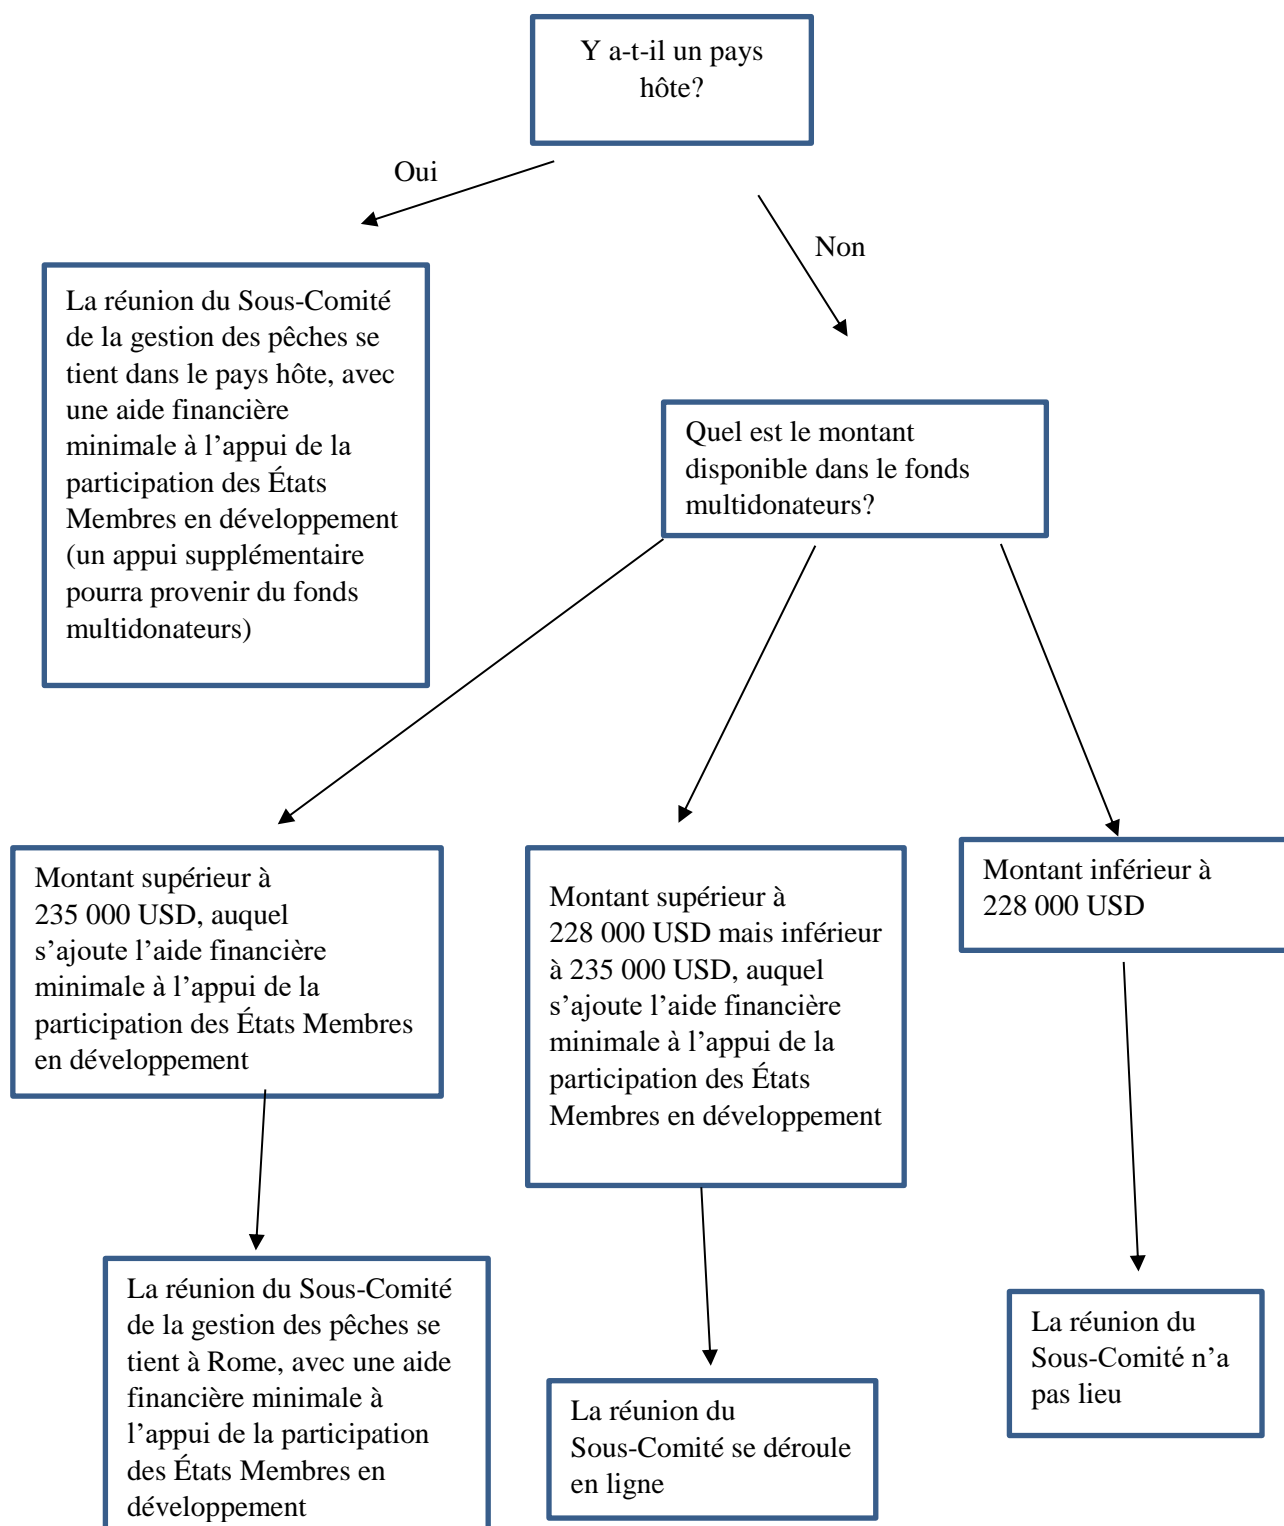 Y a-t-il un pays
hôte?
Oui
Non
La réunion du Sous-Comité
de la gestion des pêches se
tient dans le pays hôte, avec
une aide financière
minimale à l’appui de la
participation des États
Membres en développement
(un appui supplémentaire
pourra provenir du fonds
multidonateurs)
Quel est le montant
disponible dans le fonds
multidonateurs?
Montant supérieur à
235 000 USD, auquel
s’ajoute l’aide financière
minimale à l’appui de la
participation des États Membres
en développement
Montant supérieur à
228 000 USD mais inférieur
à 235 000 USD, auquel
s’ajoute l’aide financière
minimale à l’appui de la
participation des États
Membres en développement
Montant inférieur à
228 000 USD
La réunion du Sous-Comité
de la gestion des pêches se
tient à Rome, avec une aide
financière minimale à
l’appui de la participation
des États Membres en
développement
La réunion du
Sous-Comité se déroule
en ligne
La réunion du
Sous-Comité n’a
pas lieu